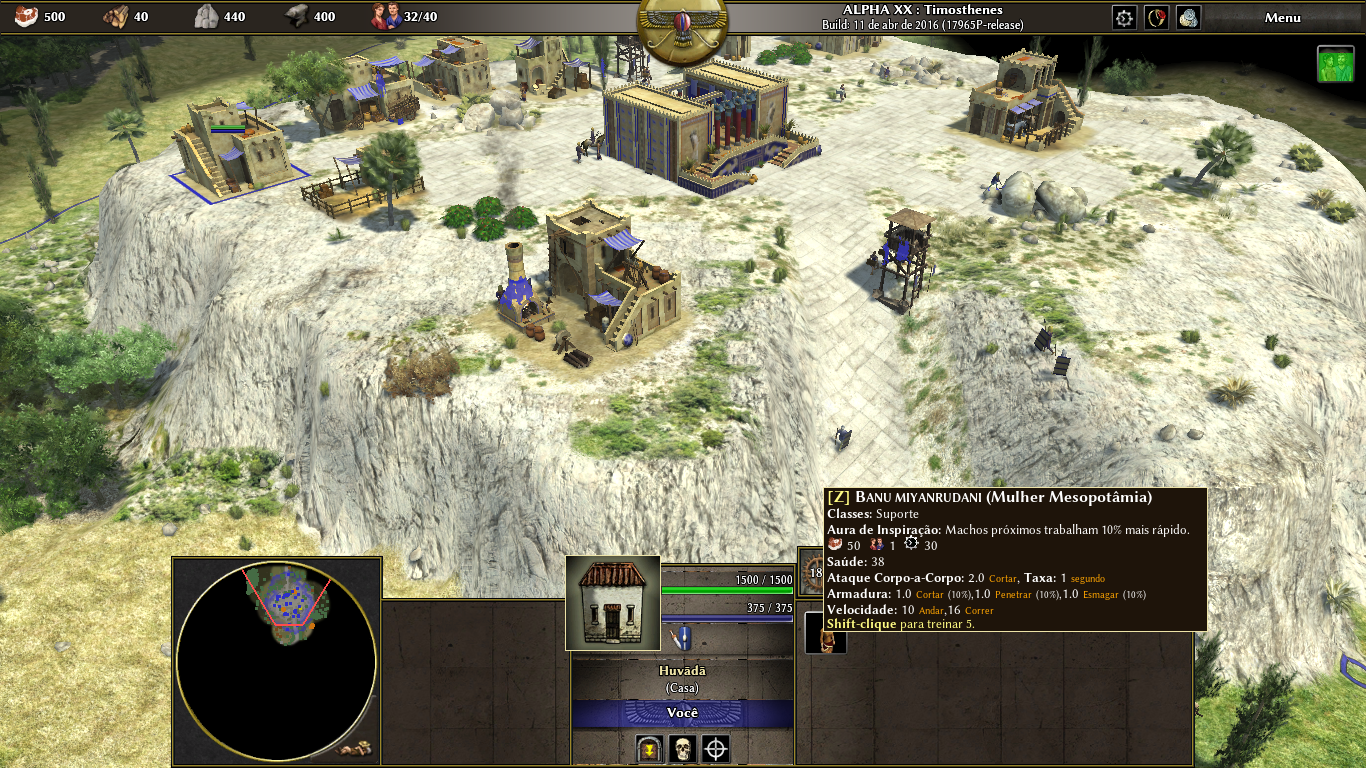 500
40
440
400
32/40
ALPHA XX : Timosthenes
Build: 11 de abr de 2016 (17965P-release)
Menu
[Z] BANU MIYANRUDANI (Mulher Mesopotâmia)
Classes: Suporte
Aura de Inspiração: Machos próximos trabalham 10% mais rápido.
50 1 30
Saúde: 38
Ataque Corpo-a-Corpo: 2.0 Cortar, Taxa: 1 segundo
Armadura: 1.0 Cortar (10%),1.0 Penetrar (10%),1.0 Esmagar (10%)
Velocidade: 10 Andar,16 Correr
Shift-clique para treinar 5.
1500 / 1500
375 / 375
18
Huvādā
(Casa)
Você